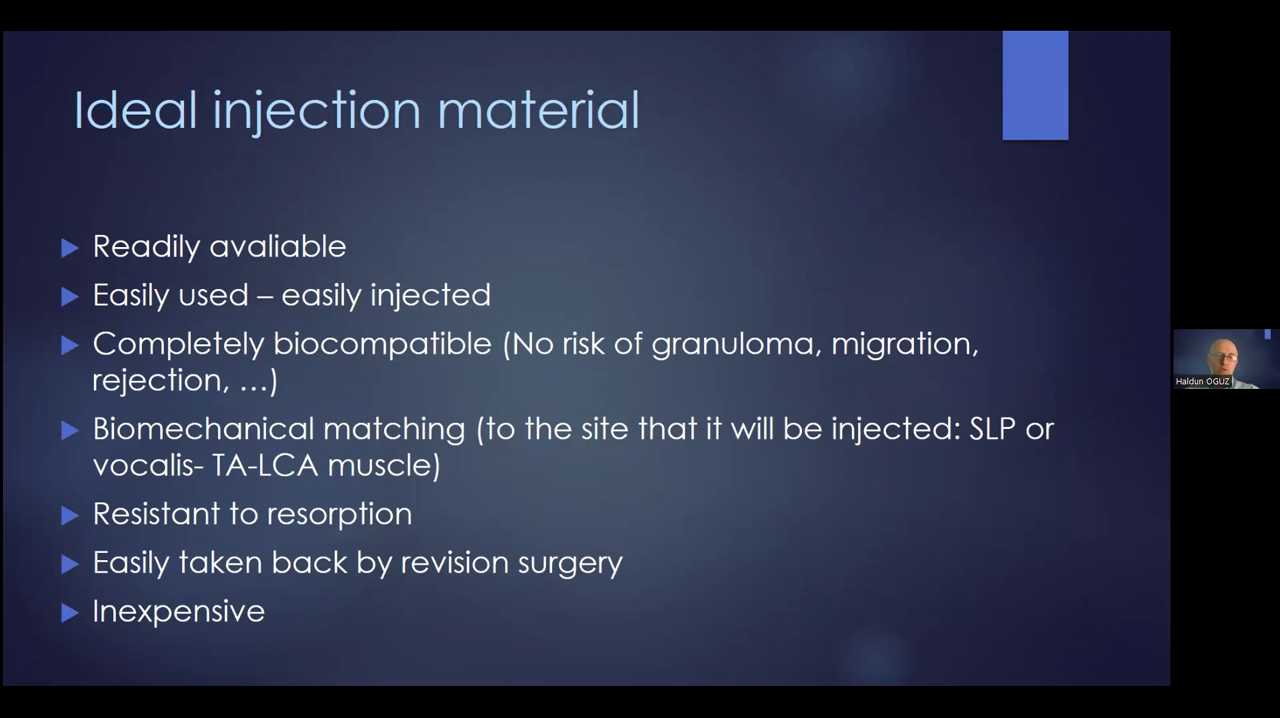 Ideal injection material
Readily avaliable
Easily used – easily injected
Completely biocompatible (No risk of granuloma, migration,
rejection, …)
Biomechanical matching (to the site that it will be injected: SLP or
vocalis- TA-LCA muscle)
Resistant to resorption
Easily taken back by revision surgery
Inexpensive
Haldun OGUZ